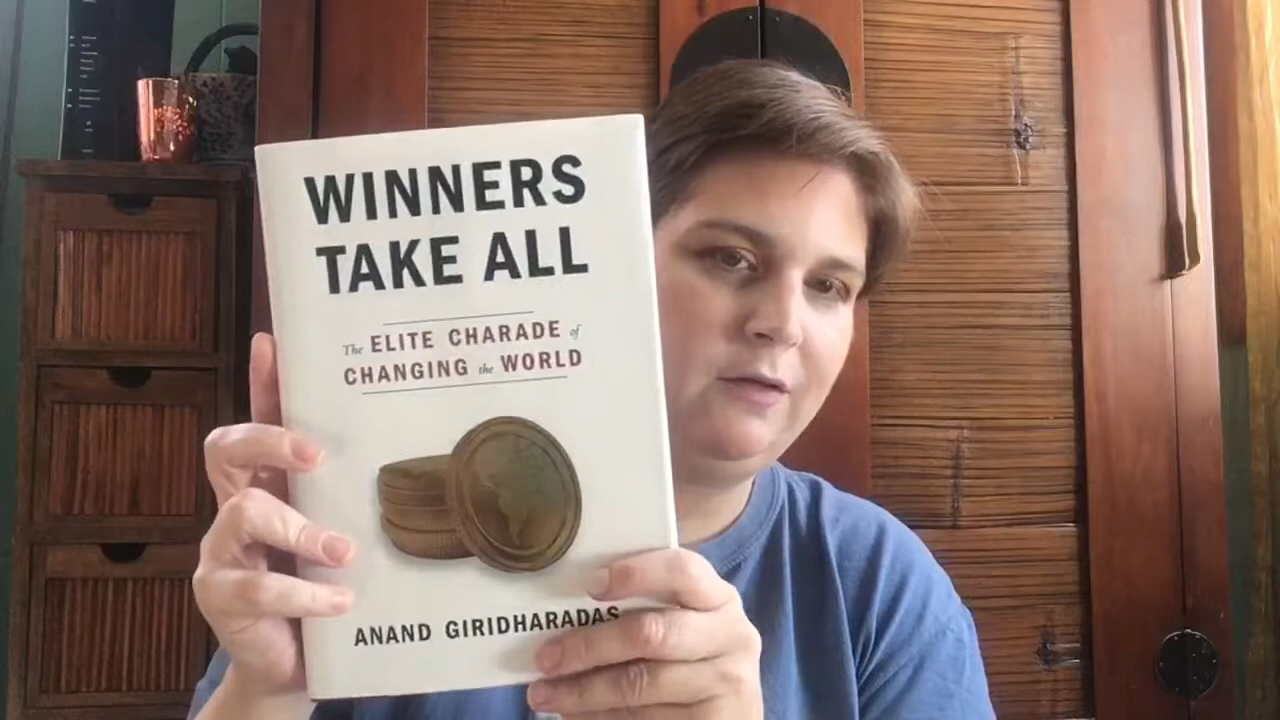 WINNERS
TAKE ALL
The ELITE CHARADE of
CHANGING the WORLD
ANAND GIRIDHARADAS